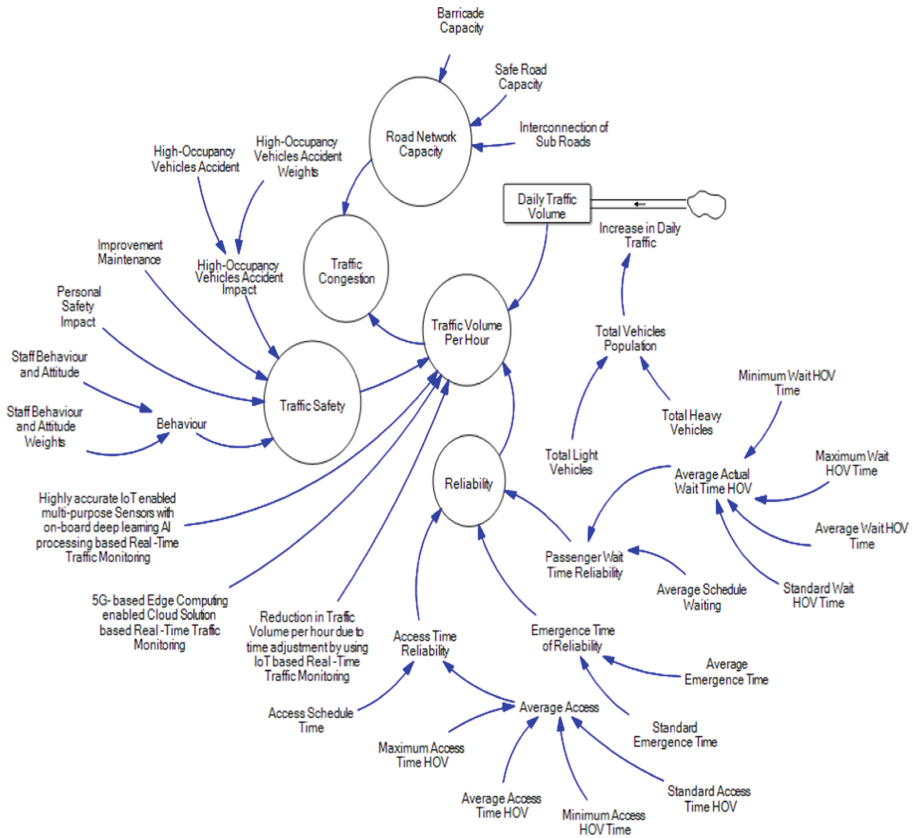 Barricade
Capacity
Safe Road
Capacity
Road Network
Capacity
Interconnection of
Sub Roads
High-Occupancy
Vehicles Accident
High-Occupancy
Vehicles Accident
Weights
Daily Traffic
Volume
Increase in Daily
Traffic
Improvement
Maintenance
High-Occupancy
Vehicles Accident
Impact
Traffic
Congestion
Personal
Safety
Impact
Traffic Volume
Per Hour
Total Vehicles
Population
Staff Behaviour
and Attitude
Traffic Safety
Minimum Wait HOV
Time
Staff Behaviour
and Attitude
Weights
Behaviour
Total Heavy
Vehicles
Total Light
Vehicles
Reliability
Average Actual
Wait Time HOV
Maximum Wait
HOV Time
Highly accurate IoT enabled
multi-purpose Sensors with
on-board deep learning AI
processing based Real -Time
Traffic Monitoring
Average Wait HOV
Time
Passenger Wait
Time Reliability
Average Schedule
Waiting
Standard Wait
HOV Time
5G- based Edge Computing
enabled Cloud Solution
based Real -Time Traffic
Monitoring
Reduction in Traffic
Volume per hour due to
time adjustment by using
IoT based Real -Time
Traffic Monitoring
Access Time
Reliability
Emergence Time
of Reliability
Average
Emergence Time
Access Schedule
Time
Average Access
Standard
Emergence Time
Maximum Access
Time HOV
Average Access
Time HOV
Minimum Access
HOV Time
Standard Access
Time HOV